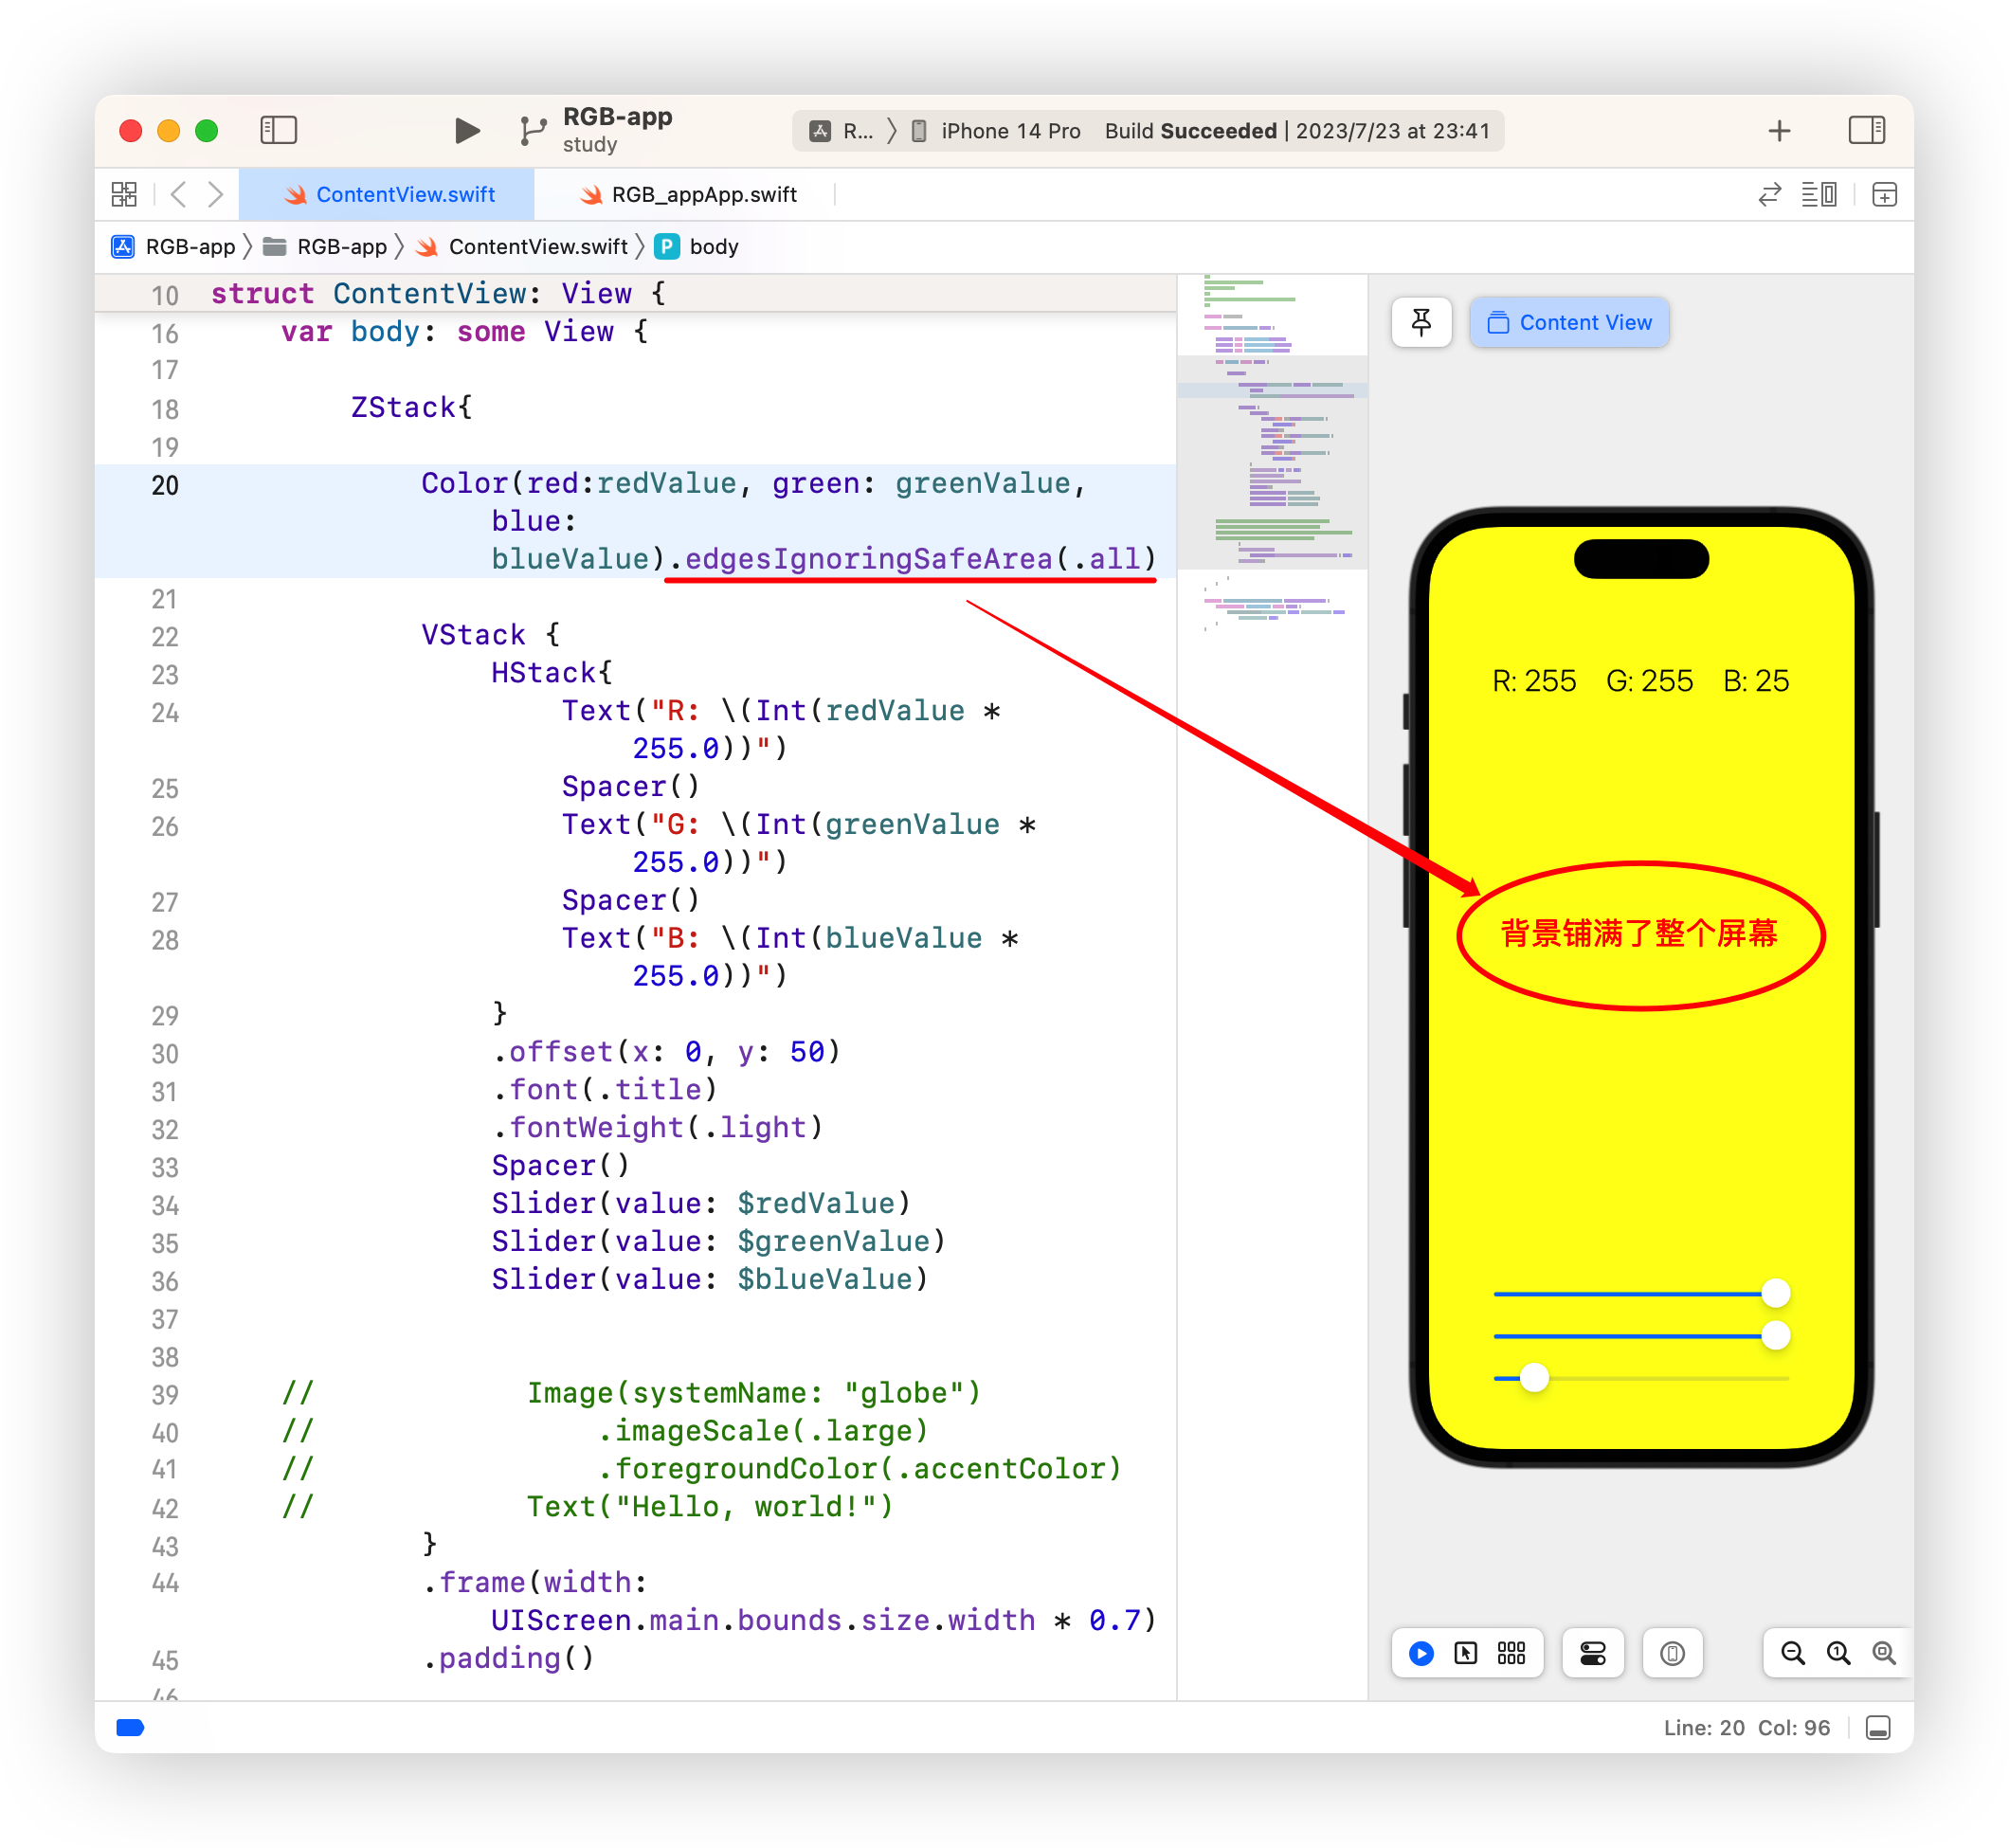 RGB-app
study
R... 〉 iPhone 14 Pro Build Succeeded | 2023/7/23 at 23:41
ContentView.swift
RGB_appApp.swift
RGB-app 〉 RGB-app 〉 ContentView.swift 〉 P body
10 struct ContentView: View {
16 var body: some View {
17
18 ZStack{
19
20 Color(red:redValue, green: greenValue,
blue:
blueValue).edgesIgnoringSafeArea(.all)
21
22 VStack {
23 HStack{
24 Text("R: \(Int(redValue *
255.0))")
25 Spacer()
26 Text("G: \(Int(greenValue *
255.0))")
27 Spacer()
28 Text("B: \(Int(blueValue *
255.0))")
29 }
30 .offset(x: 0, y: 50)
31 .font(.title)
32 .fontWeight(.light)
33 Spacer()
34 Slider(value: $redValue)
35 Slider(value: $greenValue)
36 Slider(value: $blueValue)
37
38
39 // Image(systemName: "globe")
40 // .imageScale(.large)
41 // .foregroundColor(.accentColor)
42 // Text("Hello, world!")
43 }
44 .frame(width:
UIScreen.main.bounds.size.width * 0.7)
45 .padding()
46
Content View
R: 255 G: 255 B: 25
背景铺满了整个屏幕
Line: 20 Col: 96